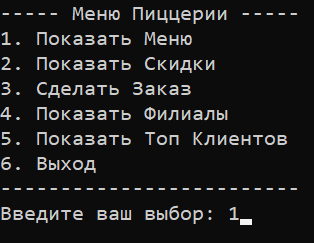 ----- Меню Пиццерии -----
1. Показать Меню
2. Показать Скидки
3. Сделать Заказ
4. Показать Филиалы
5. Показать Топ Клиентов
6. Выход
-------------------------
Введите ваш выбор: 1